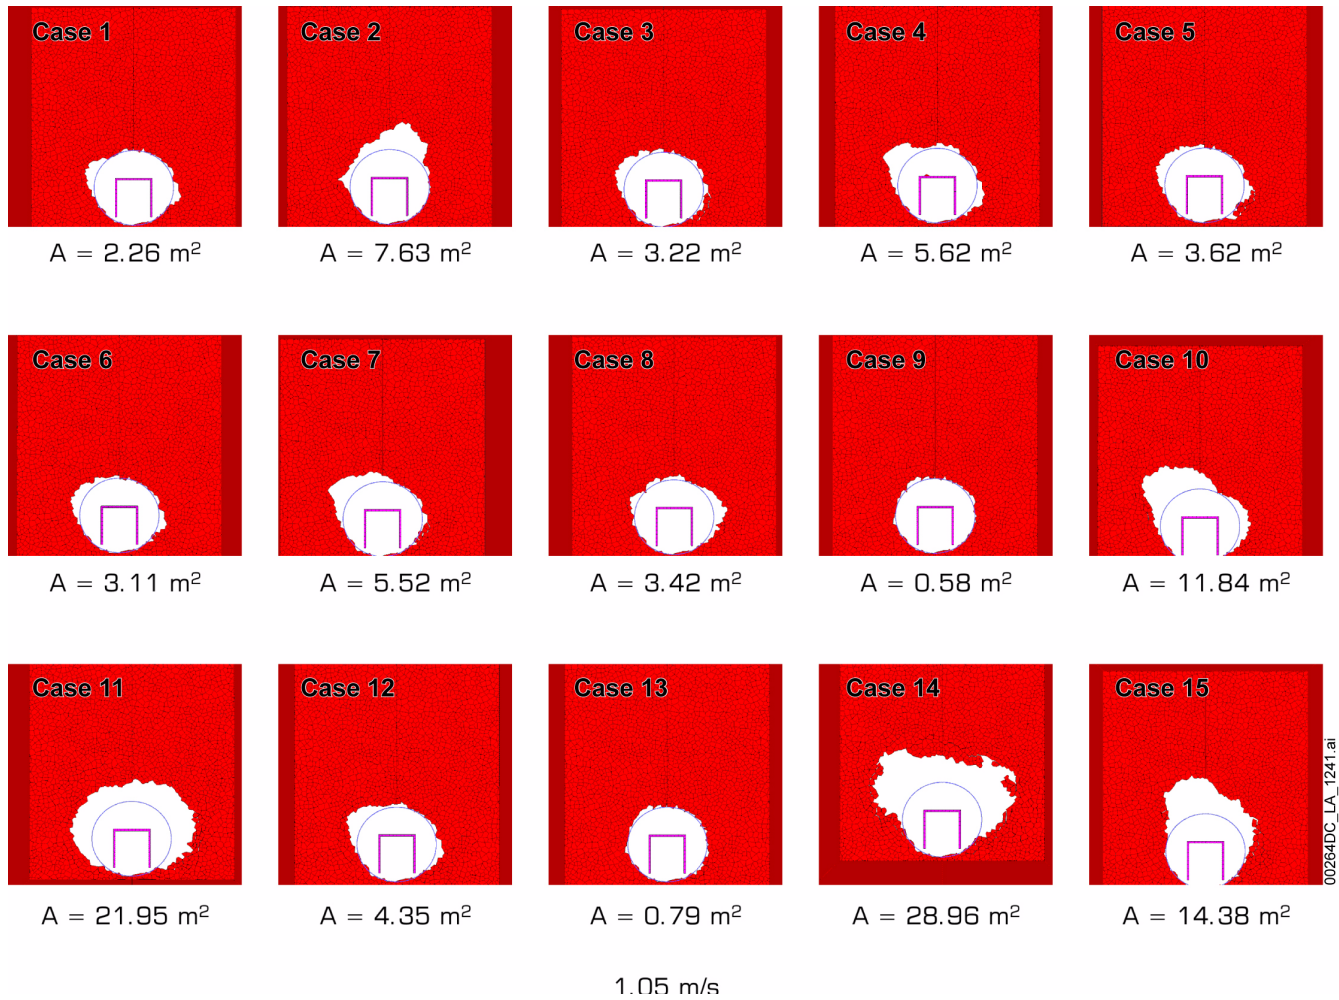 Case 1
Case 2
Case 3
Case 4
Case 5
A = 2.26 m²
A = 7.63 m²
A = 3.22 m²
A = 5.62 m²
A = 3.62 m²
Case 6
Case 7
Case 8
Case 9
Case 10
A = 3.11 m²
A = 5.52 m²
A = 3.42 m²
A = 0.58 m²
A = 11.84 m²
Case 11
Case 12
Case 13
Case 14
Case 15
A = 21.95 m²
A = 4.35 m²
A = 0.79 m²
A = 28.96 m²
A = 14.38 m²
00264DC_LA_1241.ai
1.05 m/s